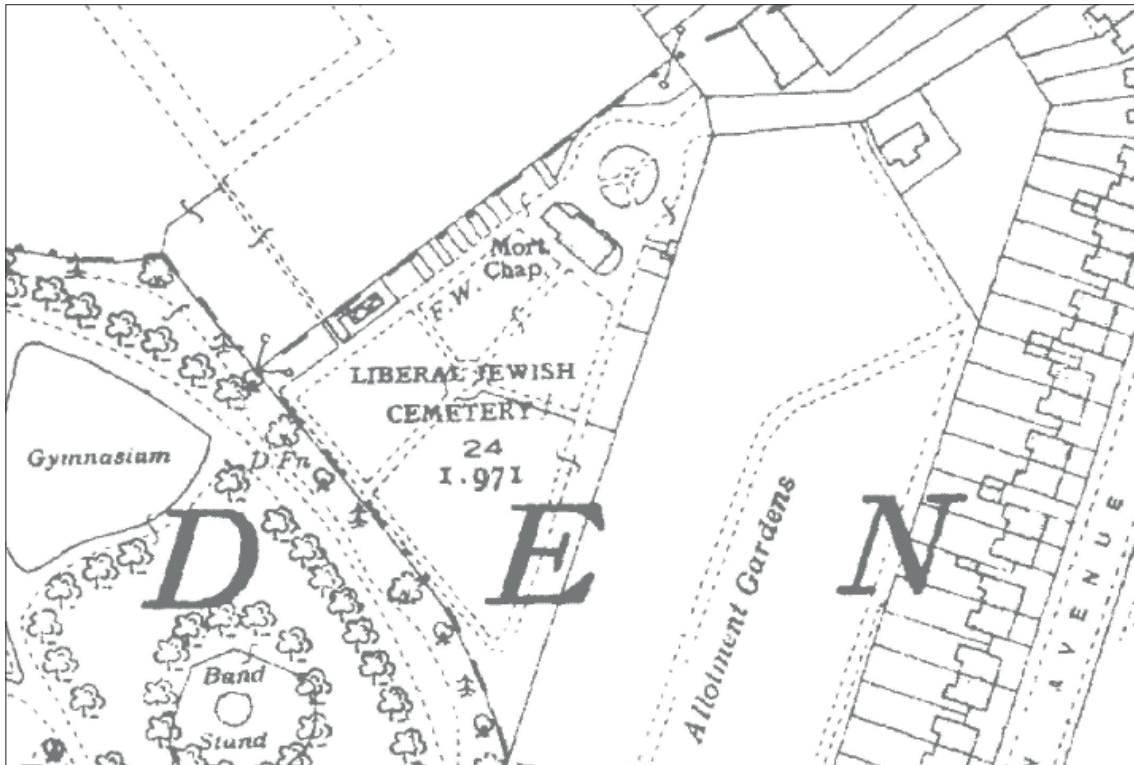 Mort.
Chap.
F. W.
LIBERAL JEWISH
CEMETERY
24
1.971
Gymnasium
D. Fn
D E N
Allotment Gardens
AVENUE
N
Band
Stand